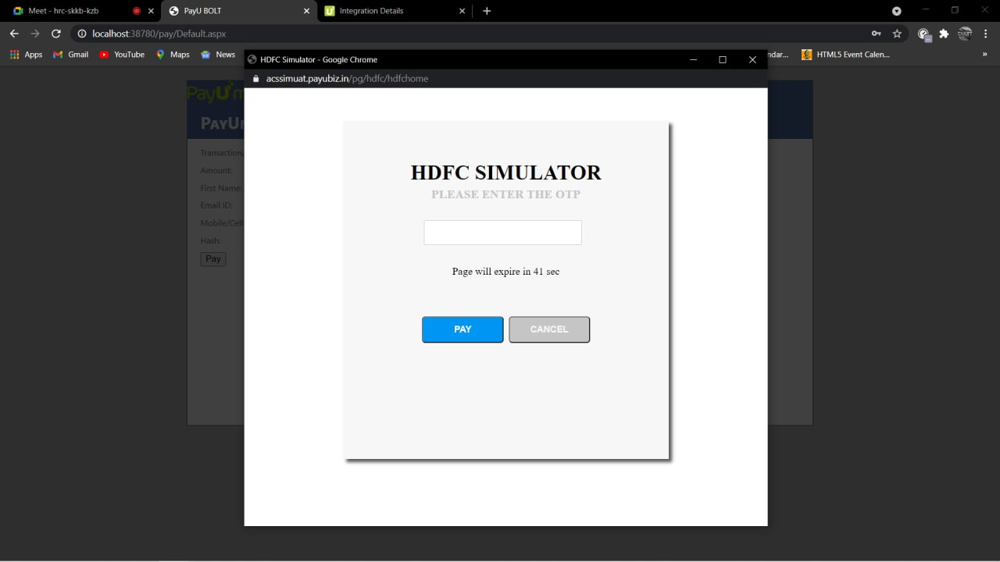 Meet - hrc-skkb-kzb
PayU BOLT
Integration Details
localhost:38780/pay/Default.aspx
Apps
Gmail
YouTube
Maps
News
ndar...
HTML5 Event Calen...
»
HDFC Simulator - Google Chrome
acssimuat.payubiz.in/pg/hdfc/hdfchome
PayUm
PAYU
Transaction
Amount:
First Name:
Email ID:
Mobile/Cell
Hash:
Pay
HDFC SIMULATOR
PLEASE ENTER THE OTP
Page will expire in 41 sec
PAY
CANCEL